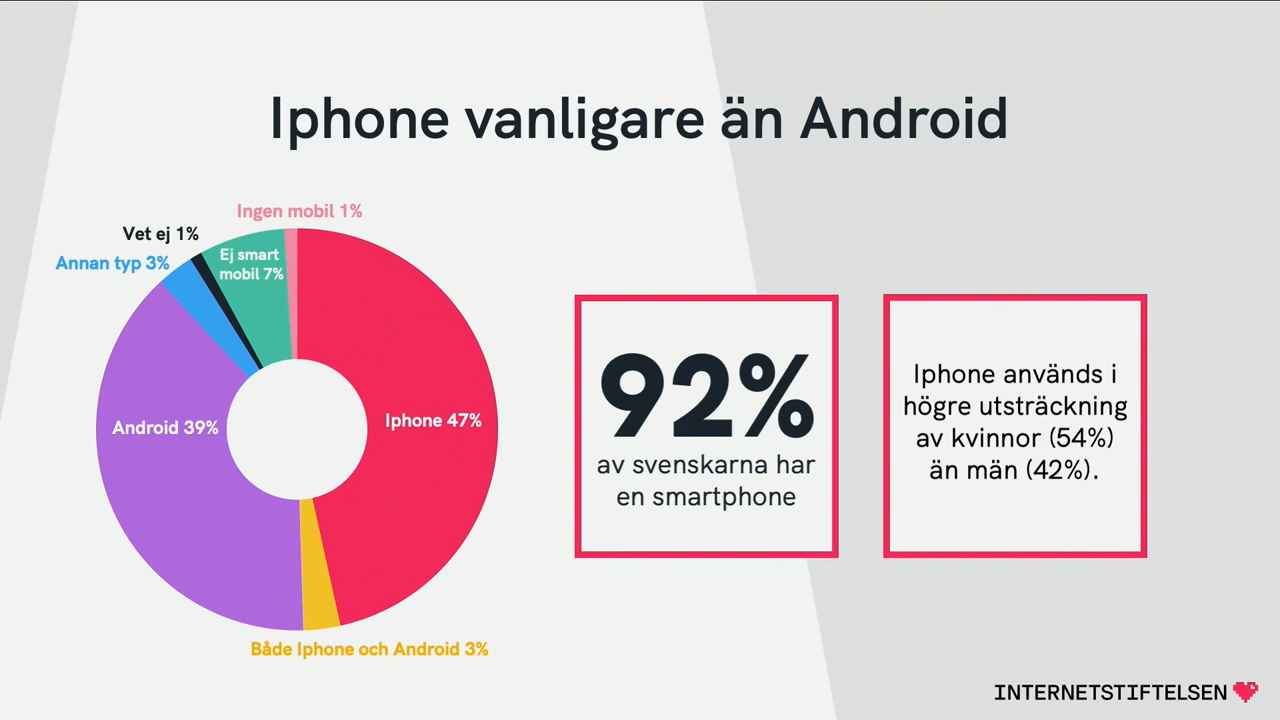 Iphone vanligare än Android
Ingen mobil 1%
Vet ej 1%
Annan typ 3%
Ej smart
mobil 7%
Android 39%
Iphone 47%
Både Iphone och Android 3%
92%
av svenskarna har
en smartphone
Iphone används i
högre utsträckning
av kvinnor (54%)
än män (42%).
INTERNETSTIFTELSEN